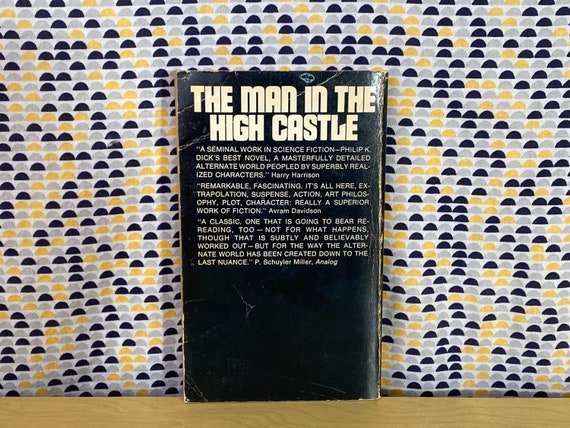 THE MAN IN THE
HIGH CASTLE
"A SEMINAL WORK IN SCIENCE FICTION—PHILIP K.
DICK'S BEST NOVEL, A MASTERFULLY DETAILED
ALTERNATE WORLD PEOPLED BY SUPERBLY REAL-
IZED CHARACTERS." Harry Harrison
"REMARKABLE, FASCINATING. IT'S ALL HERE, EX-
TRAPOLATION, SUSPENSE, ACTION, ART PHILOS-
OPHY, PLOT, CHARACTER: REALLY A SUPERIOR
WORK OF FICTION." Avram Davidson
"A CLASSIC. ONE THAT IS GOING TO BEAR RE-
READING, TOO—NOT FOR WHAT HAPPENS,
THOUGH THAT IS SUBTLY AND BELIEVABLY
WORKED OUT—BUT FOR THE WAY THE ALTER-
NATE WORLD HAS BEEN CREATED DOWN TO THE
LAST NUANCE." P. Schuyler Miller, Analog